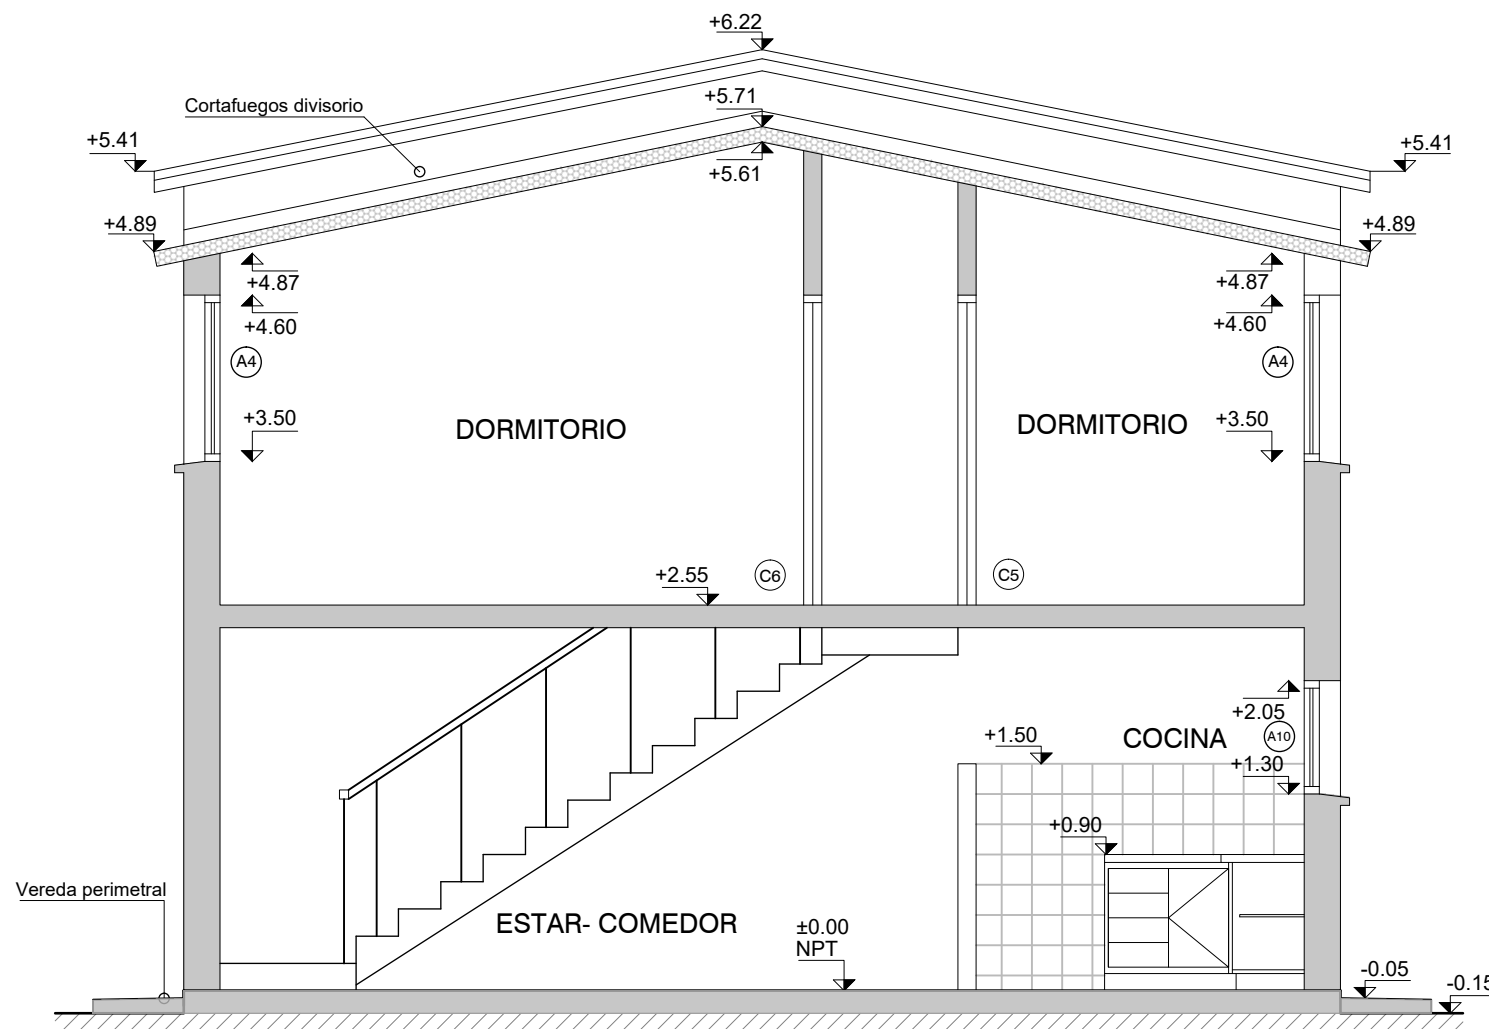 +6.22
Cortafuegos divisorio
+5.71
+5.41
+5.41
+5.61
+4.89
+4.89
+4.87
+4.87
+4.60
+4.60
A4
A4
+3.50
+3.50
DORMITORIO
DORMITORIO
+2.55
C6
C5
+2.05
COCINA
A10
+1.50
+1.30
+0.90
Vereda perimetral
ESTAR- COMEDOR
±0.00
NPT
-0.05
-0.15